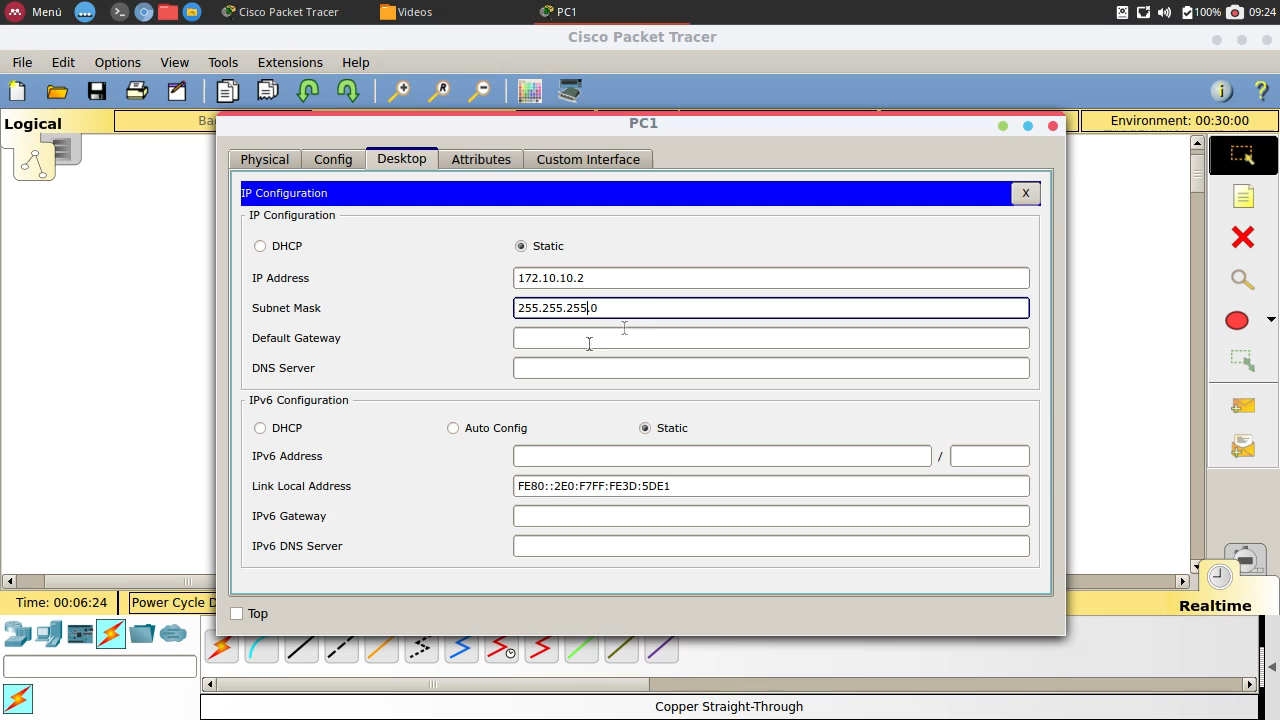 Menú
Cisco Packet Tracer
Videos
PC1
100%
09:24
Cisco Packet Tracer
File Edit Options View Tools Extensions Help
Logical
Environment: 00:30:00
PC1
Physical Config Desktop Attributes Custom Interface
IP Configuration
X
IP Configuration
DHCP Static
IP Address 172.10.10.2
Subnet Mask 255.255.255.0
Default Gateway
DNS Server
IPv6 Configuration
DHCP Auto Config Static
IPv6 Address /
Link Local Address FE80::2E0:F7FF:FE3D:5DE1
IPv6 Gateway
IPv6 DNS Server
Time: 00:06:24 Power Cycle D
Top
Realtime
Copper Straight-Through